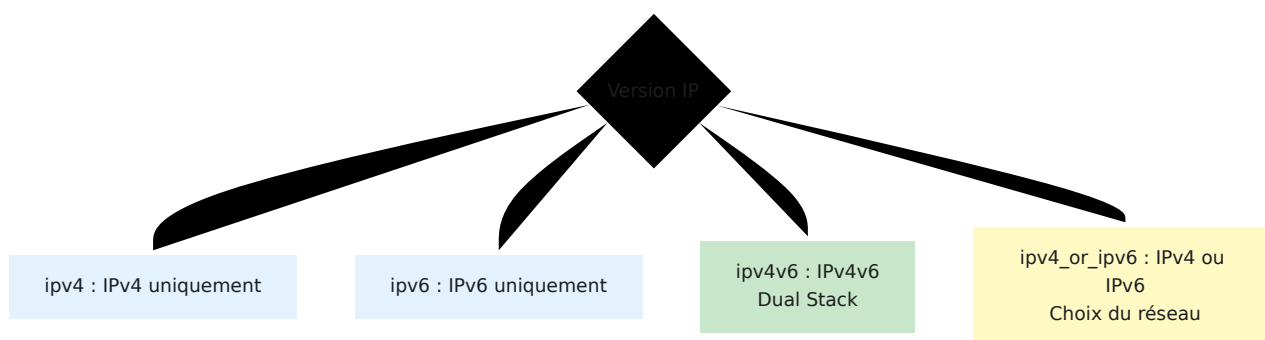 Version IP
ipv4 : IPv4 uniquement
ipv6 : IPv6 uniquement
ipv4v6 : IPv4v6
Dual Stack
ipv4_or_ipv6 : IPv4 ou
IPv6
Choix du réseau